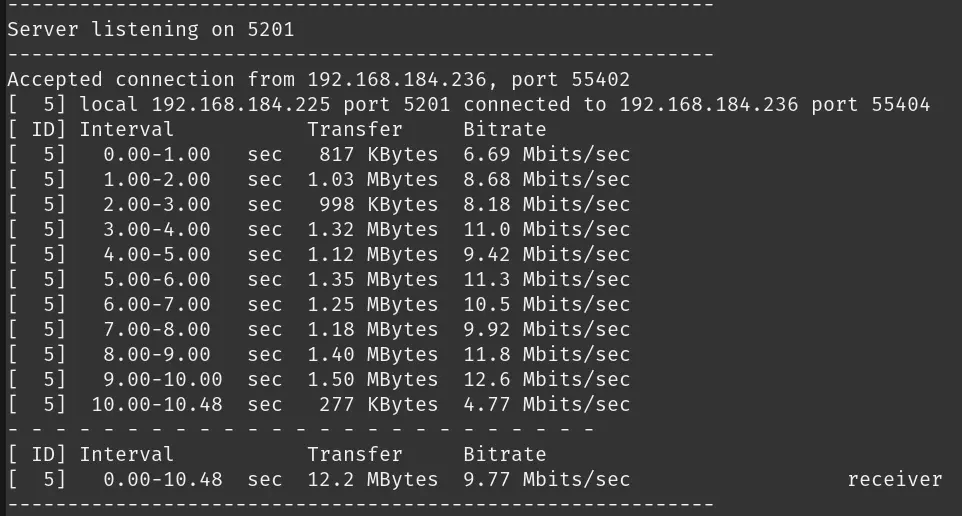 -----------------------------------------------------------
Server listening on 5201
-----------------------------------------------------------
Accepted connection from 192.168.184.236, port 55402
[  5] local 192.168.184.225 port 5201 connected to 192.168.184.236 port 55404
[ ID] Interval           Transfer     Bitrate
[  5]   0.00-1.00   sec   817 KBytes  6.69 Mbits/sec
[  5]   1.00-2.00   sec  1.03 MBytes  8.68 Mbits/sec
[  5]   2.00-3.00   sec   998 KBytes  8.18 Mbits/sec
[  5]   3.00-4.00   sec  1.32 MBytes  11.0 Mbits/sec
[  5]   4.00-5.00   sec  1.12 MBytes  9.42 Mbits/sec
[  5]   5.00-6.00   sec  1.35 MBytes  11.3 Mbits/sec
[  5]   6.00-7.00   sec  1.25 MBytes  10.5 Mbits/sec
[  5]   7.00-8.00   sec  1.18 MBytes  9.92 Mbits/sec
[  5]   8.00-9.00   sec  1.40 MBytes  11.8 Mbits/sec
[  5]   9.00-10.00  sec  1.50 MBytes  12.6 Mbits/sec
[  5]  10.00-10.48  sec   277 KBytes  4.77 Mbits/sec
- - - - - - - - - - - - - - - - - - - - - - - - -
[ ID] Interval           Transfer     Bitrate
[  5]   0.00-10.48  sec  12.2 MBytes  9.77 Mbits/sec                  receiver
-----------------------------------------------------------